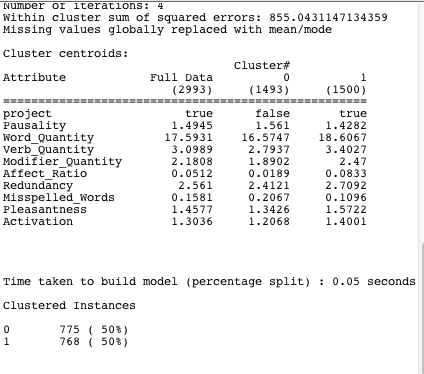 Number of iterations: 4
Within cluster sum of squared errors: 855.0431147134359
Missing values globally replaced with mean/mode
Cluster centroids:
Cluster#
Attribute Full Data 0 1
(2993) (1493) (1500)
============================================================
project true false true
Pausality 1.4945 1.561 1.4282
Word_Quantity 17.5931 16.5747 18.6067
Verb_Quantity 3.0989 2.7937 3.4027
Modifier_Quantity 2.1808 1.8902 2.47
Affect_Ratio 0.0512 0.0189 0.0833
Redundancy 2.561 2.4121 2.7092
Misspelled_Words 0.1581 0.2067 0.1096
Pleasantness 1.4577 1.3426 1.5722
Activation 1.3036 1.2068 1.4001
Time taken to build model (percentage split) : 0.05 seconds
Clustered Instances
0 775 ( 50%)
1 768 ( 50%)